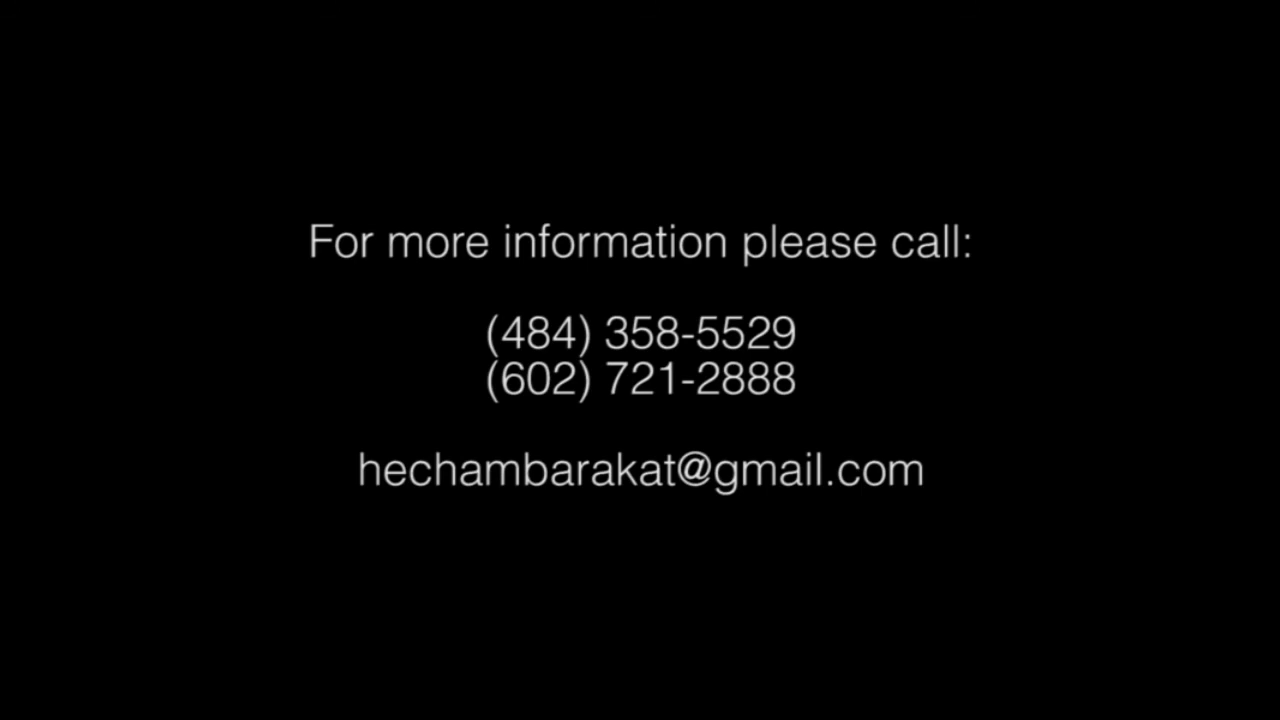 For more information please call:
(484) 358-5529
(602) 721-2888
hechambarakat@gmail.com